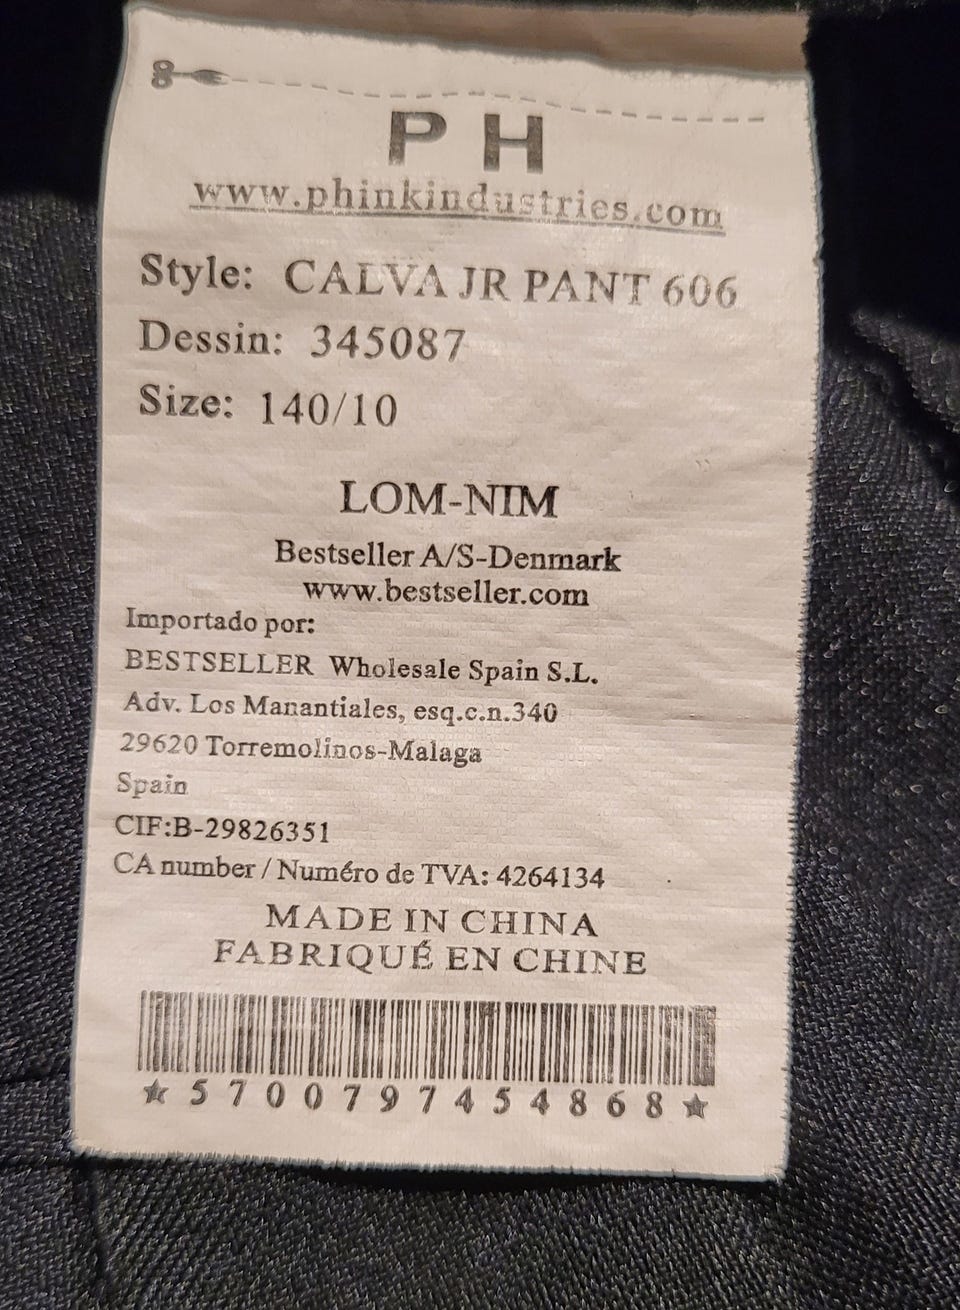 8
PH
www.phinkindustries.com
Style: CALVA JR PANT 606
Dessin: 345087
Size: 140/10
LOM-NIM
Bestseller A/S-Denmark
www.bestseller.com
Importado por:
BESTSELLER Wholesale Spain S.L.
Adv. Los Manantiales, esq.c.n.340
29620 Torremolinos-Malaga
Spain
CIF:B-29826351
CA number / Numéro de TVA: 4264134
MADE IN CHINA
FABRIQUÉ EN CHINE
★5700797454868★